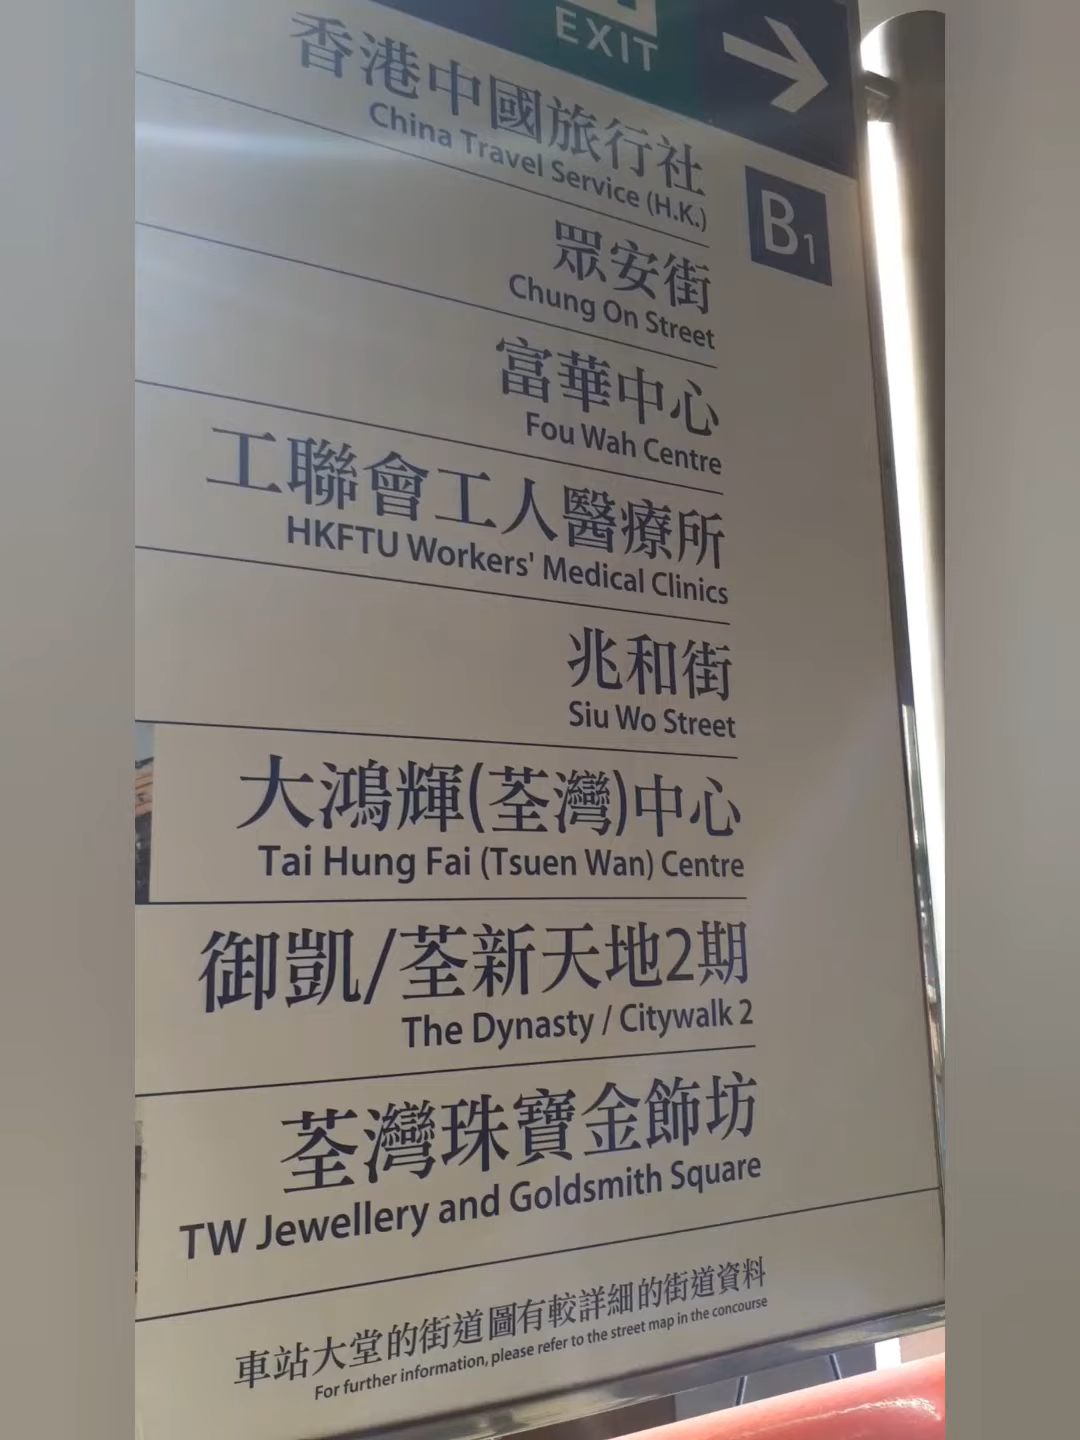 EXIT
香港中國旅行社
China Travel Service (H.K.)
B1
眾安街
Chung On Street
富華中心
Fou Wah Centre
工聯會工人醫療所
HKFTU Workers' Medical Clinics
兆和街
Siu Wo Street
大鴻輝(荃灣)中心
Tai Hung Fai (Tsuen Wan) Centre
御凱/荃新天地2期
The Dynasty / Citywalk 2
荃灣珠寶金飾坊
TW Jewellery and Goldsmith Square
車站大堂的街道圖有較詳細的街道資料
For further information, please refer to the street map in the concourse